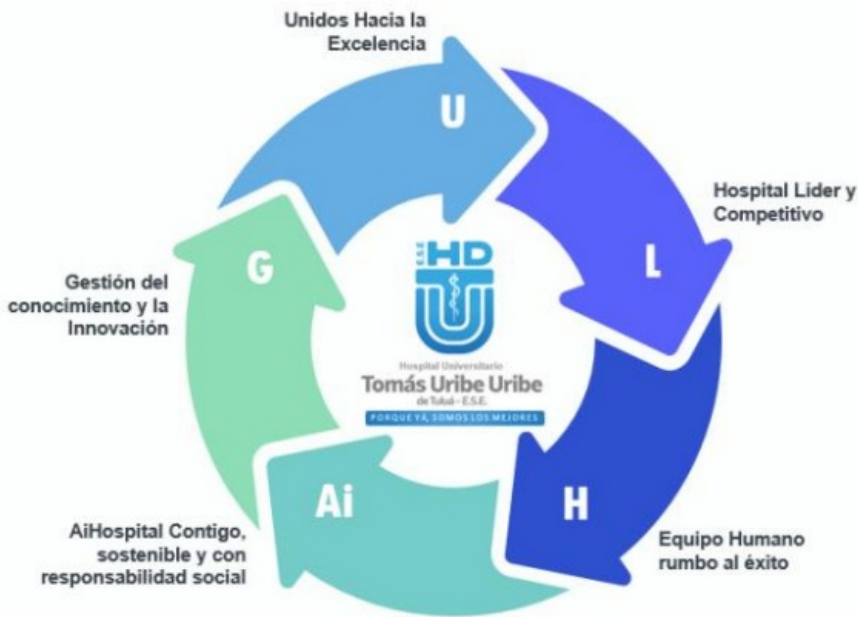 Unidos Hacia la
Excelencia
U
Hospital Lider y
Competitivo
L
G
Gestión del
conocimiento y la
Innovación
E.S.E
HD
Hospital Universitario
Tomás Uribe Uribe
de Tuluá - E.S.E.
PORQUE YÁ, SOMOS LOS MEJORES
Ai
H
AiHospital Contigo,
sostenible y con
responsabilidad social
Equipo Humano
rumbo al éxito